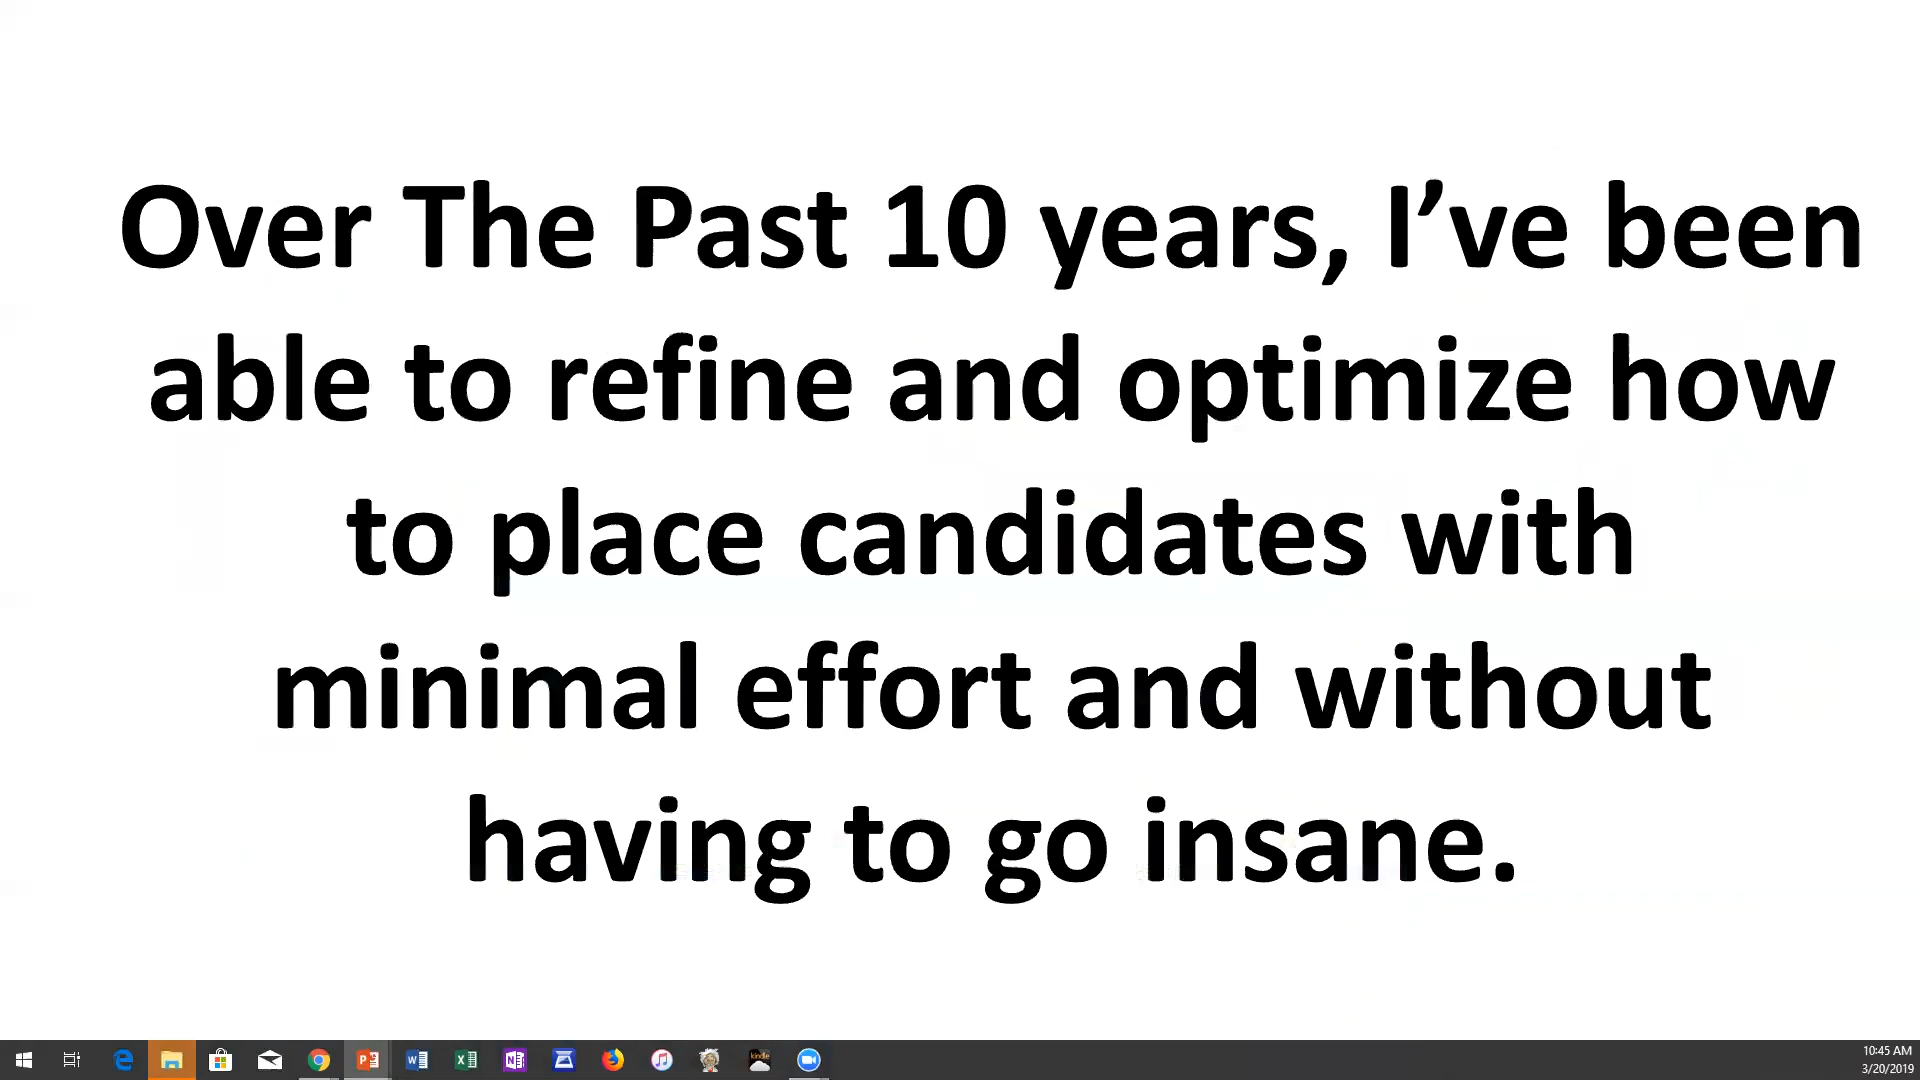 Over The Past 10 years, I’ve been
able to refine and optimize how
to place candidates with
minimal effort and without
having to go insane.
kindle
10:45 AM
3/20/2019